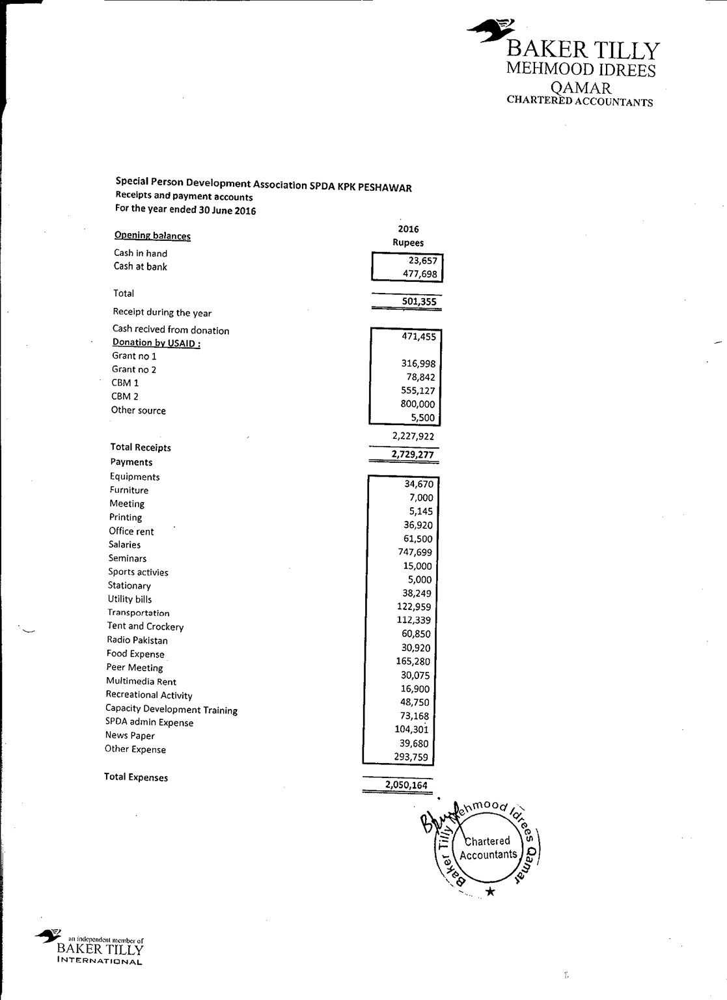 BAKER TILLY
MEHMOOD IDREES
QAMAR
CHARTERED ACCOUNTANTS
Special Person Development Association SPDA KPK PESHAWAR
Receipts and payment accounts
For the year ended 30 June 2016
2016
Opening balances Rupees
Cash in hand 23,657
Cash at bank 477,698
Total 501,355
Receipt during the year
Cash recived from donation 471,455
Donation by USAID :
Grant no 1 316,998
Grant no 2 78,842
CBM 1 555,127
CBM 2 800,000
Other source 5,500
2,227,922
Total Receipts 2,729,277
Payments
Equipments 34,670
Furniture 7,000
Meeting 5,145
Printing 36,920
Office rent 61,500
Salaries 747,699
Seminars 15,000
Sports activies 5,000
Stationary 38,249
Utility bills 122,959
Transportation 112,339
Tent and Crockery 60,850
Radio Pakistan 30,920
Food Expense 165,280
Peer Meeting 30,075
Multimedia Rent 16,900
Recreational Activity 48,750
Capacity Development Training 73,168
SPDA admin Expense 104,301
News Paper 39,680
Other Expense 293,759
Total Expenses 2,050,164
Baker Tilly Mehmood Idrees Qamar
Chartered
Accountants
an independent member of
BAKER TILLY
INTERNATIONAL